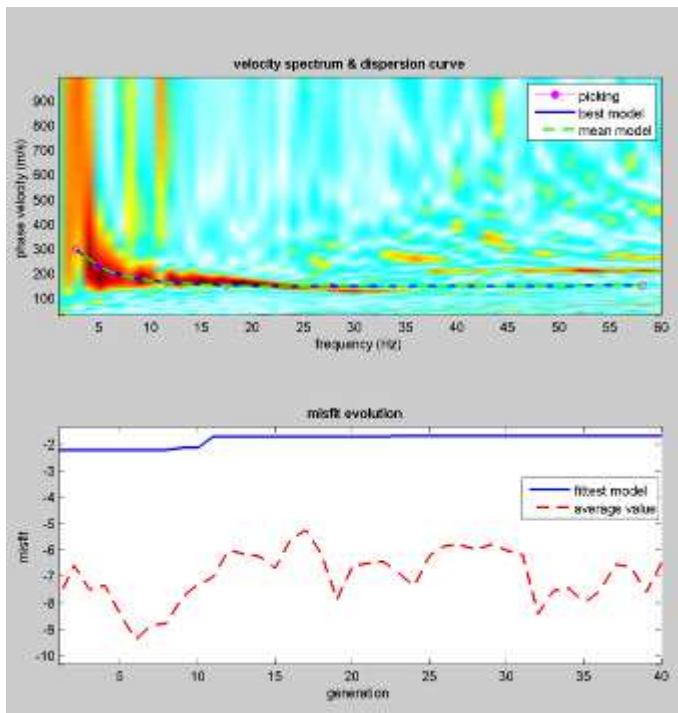 velocity spectrum & dispersion curve
900
800
700
600
500
400
300
200
100
phase velocity (m/s)
picking
best model
mean model
5 10 15 20 25 30 35 40 45 50 55 60
frequency (Hz)
misfit evolution
-2
-3
-4
-5
-6
-7
-8
-9
-10
misfit
fittest model
average value
5 10 15 20 25 30 35 40
generation